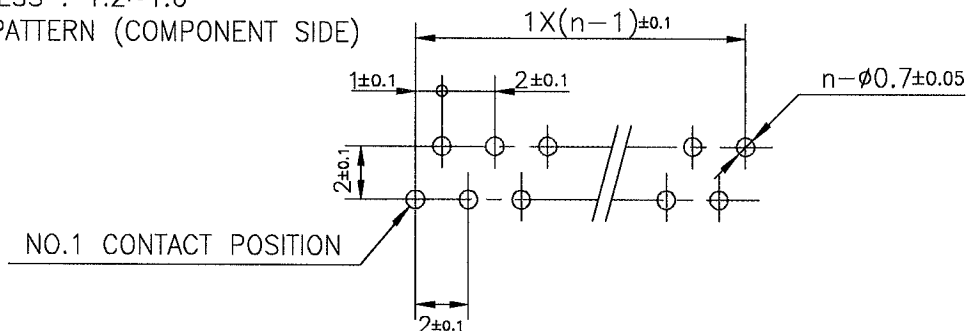 PATTERN (COMPONENT SIDE)
1X(n-1)±0.1
1±0.1
2±0.1
n-ø0.7±0.05
2±0.1
NO.1 CONTACT POSITION
2±0.1